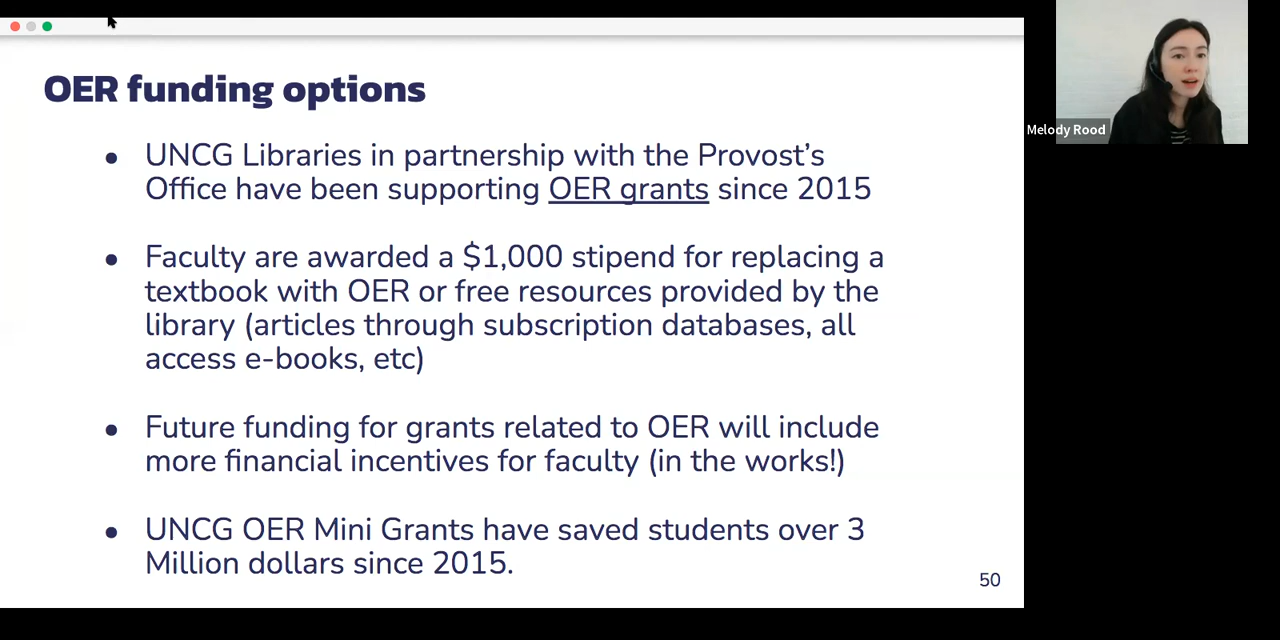 OER funding options
Melody Rood
• UNCG Libraries in partnership with the Provost’s
Office have been supporting OER grants since 2015
• Faculty are awarded a $1,000 stipend for replacing a
textbook with OER or free resources provided by the
library (articles through subscription databases, all
access e-books, etc)
• Future funding for grants related to OER will include
more financial incentives for faculty (in the works!)
• UNCG OER Mini Grants have saved students over 3
Million dollars since 2015.
50